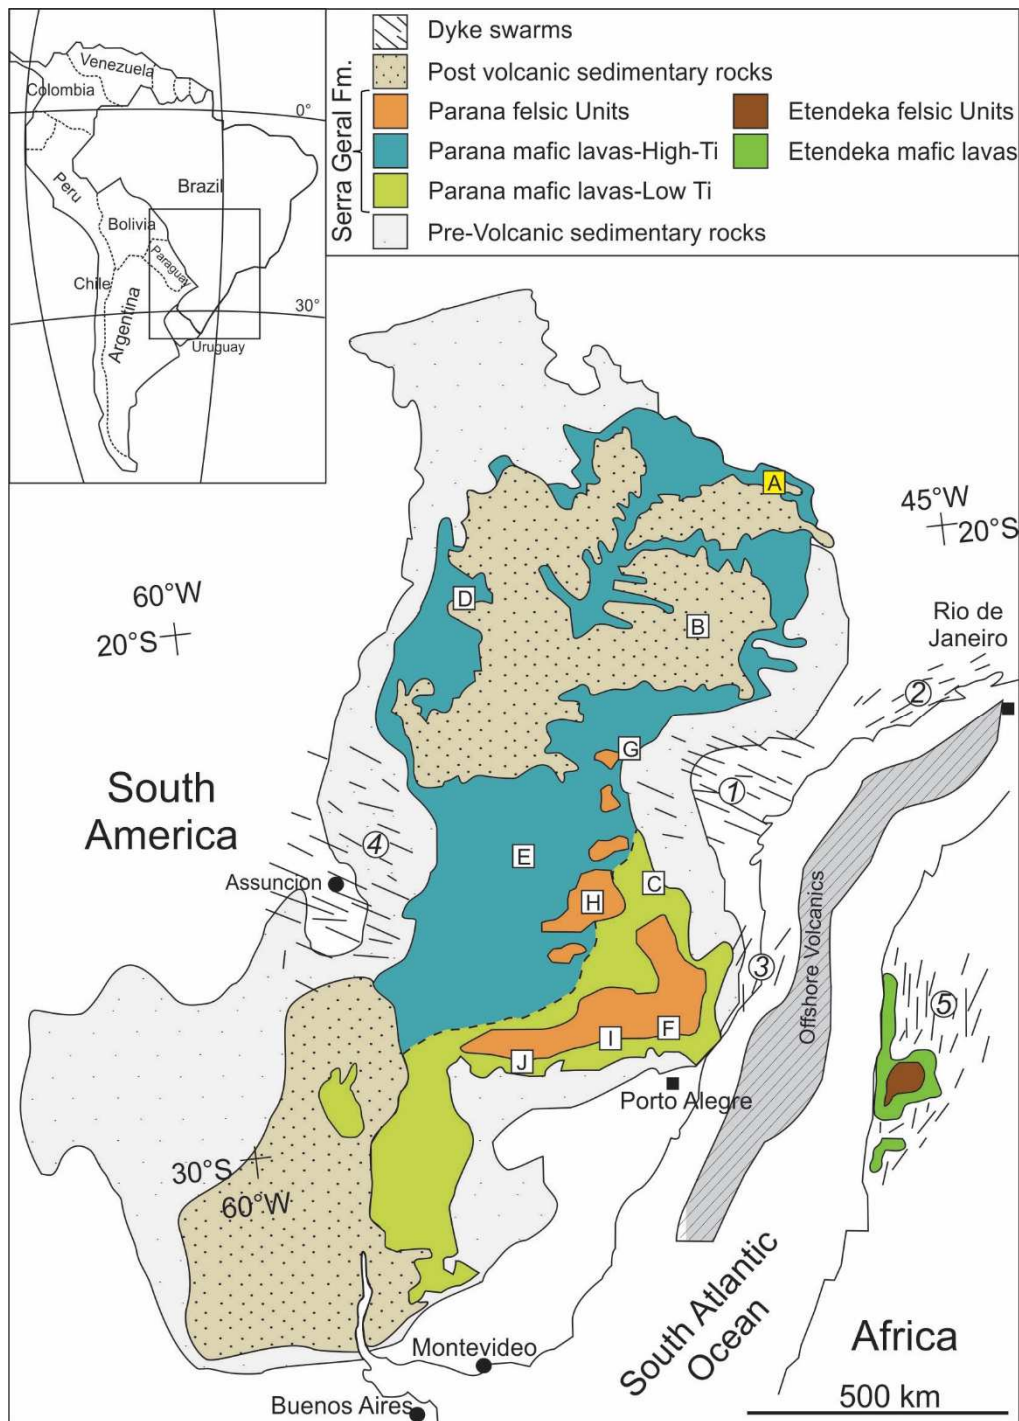 Venezuela
Colombia
0°
Peru
Brazil
Bolivia
Paraguay
Chile
Argentina
30°
Uruguay
Dyke swarms
Post volcanic sedimentary rocks
Serra Geral Fm.
Parana felsic Units
Etendeka felsic Units
Parana mafic lavas-High-Ti
Etendeka mafic lavas
Parana mafic lavas-Low Ti
Pre-Volcanic sedimentary rocks
A
45°W
20°S
60°W
20°S
D
B
Rio de
Janeiro
2
G
1
South
America
4
E
Assuncion
C
H
3
Offshore Volcanics
5
F
I
J
Porto Alegre
30°S
60°W
South Atlantic
Ocean
Africa
Montevideo
500 km
Buenos Aires